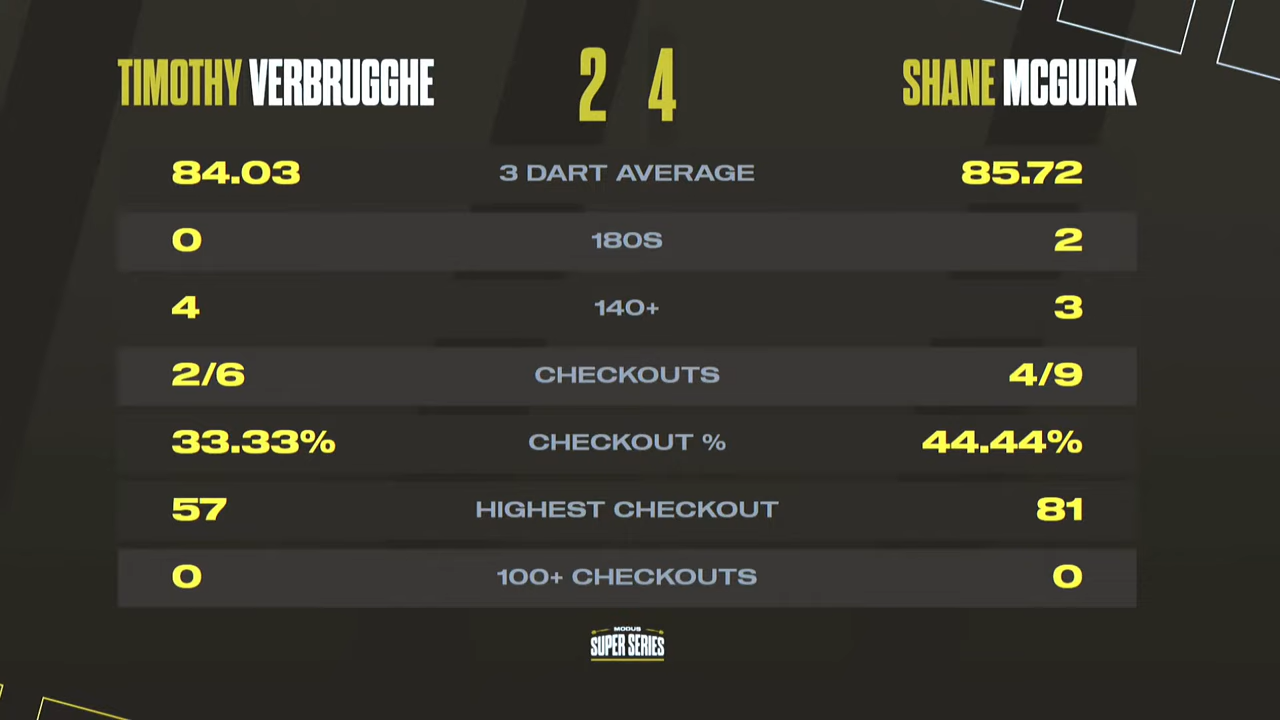 TIMOTHY VERBRUGGHE 2 4 SHANE MCGUIRK
84.03 3 DART AVERAGE 85.72
0 180S 2
4 140+ 3
2/6 CHECKOUTS 4/9
33.33% CHECKOUT % 44.44%
57 HIGHEST CHECKOUT 81
0 100+ CHECKOUTS 0
MODUS
SUPER SERIES